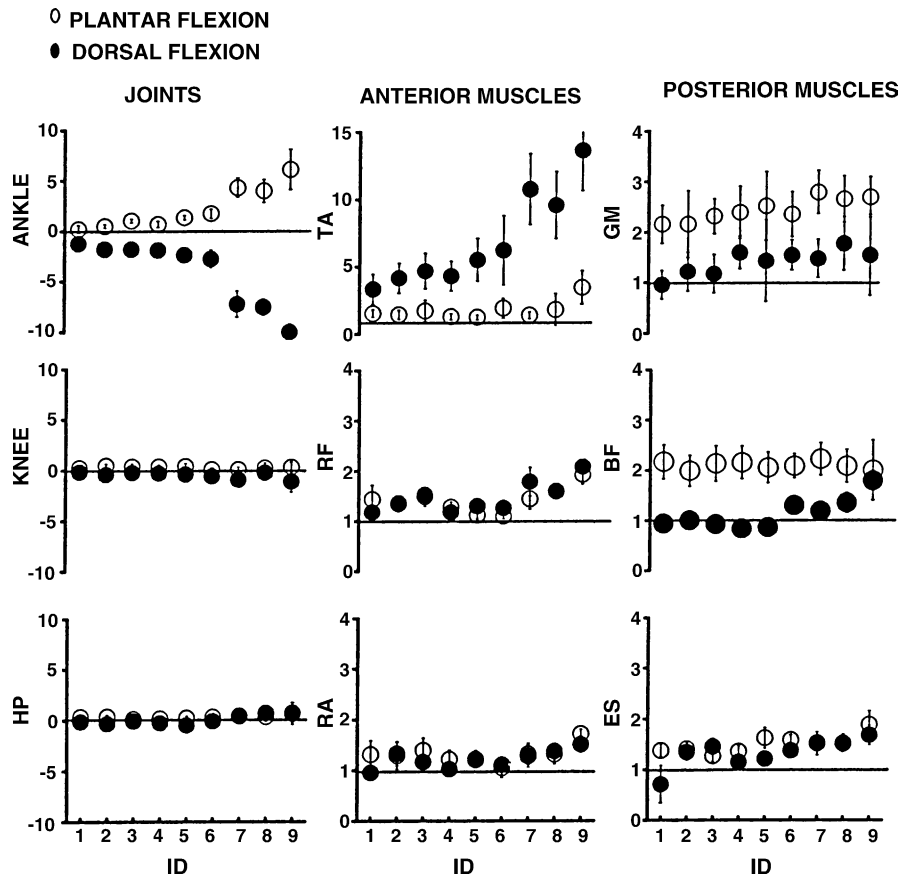 PLANTAR FLEXION
DORSAL FLEXION
JOINTS
ANTERIOR MUSCLES
POSTERIOR MUSCLES
ANKLE
10
5
0
-5
-10
TA
15
10
5
0
GM
4
3
2
1
0
KNEE
10
5
0
-5
-10
RF
4
3
2
1
0
BF
4
3
2
1
0
HP
10
5
0
-5
-10
1 2 3 4 5 6 7 8 9
ID
RA
4
3
2
1
0
1 2 3 4 5 6 7 8 9
ID
ES
4
3
2
1
0
1 2 3 4 5 6 7 8 9
ID